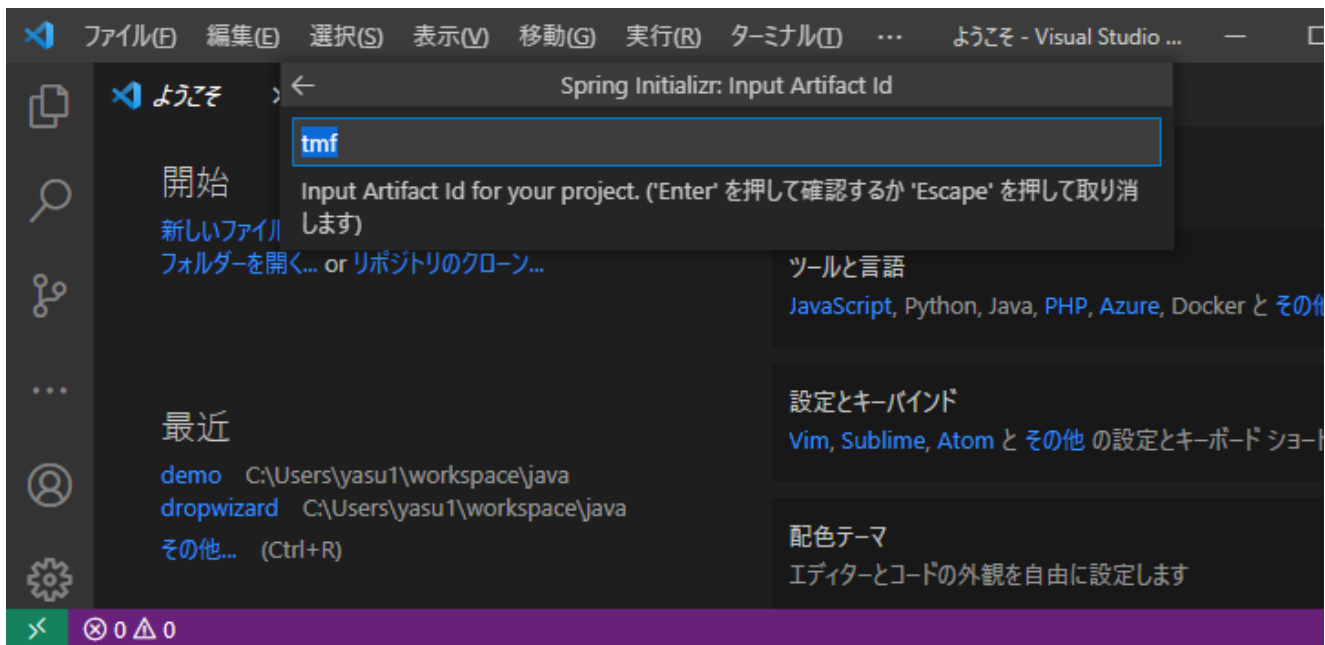 ファイル(F) 編集(E) 選択(S) 表示(V) 移動(G) 実行(R) ターミナル(T) ··· ようこそ - Visual Studio ...
ようこそ
Spring Initializr: Input Artifact Id
tmf
Input Artifact Id for your project. ('Enter' を押して確認するか 'Escape' を押して取り消
します)
開始
新しいファイル
フォルダーを開く... or リポジトリのクローン...
最近
demo C:\Users\yasu1\workspace\java
dropwizard C:\Users\yasu1\workspace\java
その他... (Ctrl+R)
ツールと言語
JavaScript, Python, Java, PHP, Azure, Docker と その他
設定とキーバインド
Vim, Sublime, Atom と その他 の設定とキーボード ショート
配色テーマ
エディターとコードの外観を自由に設定します
0 0